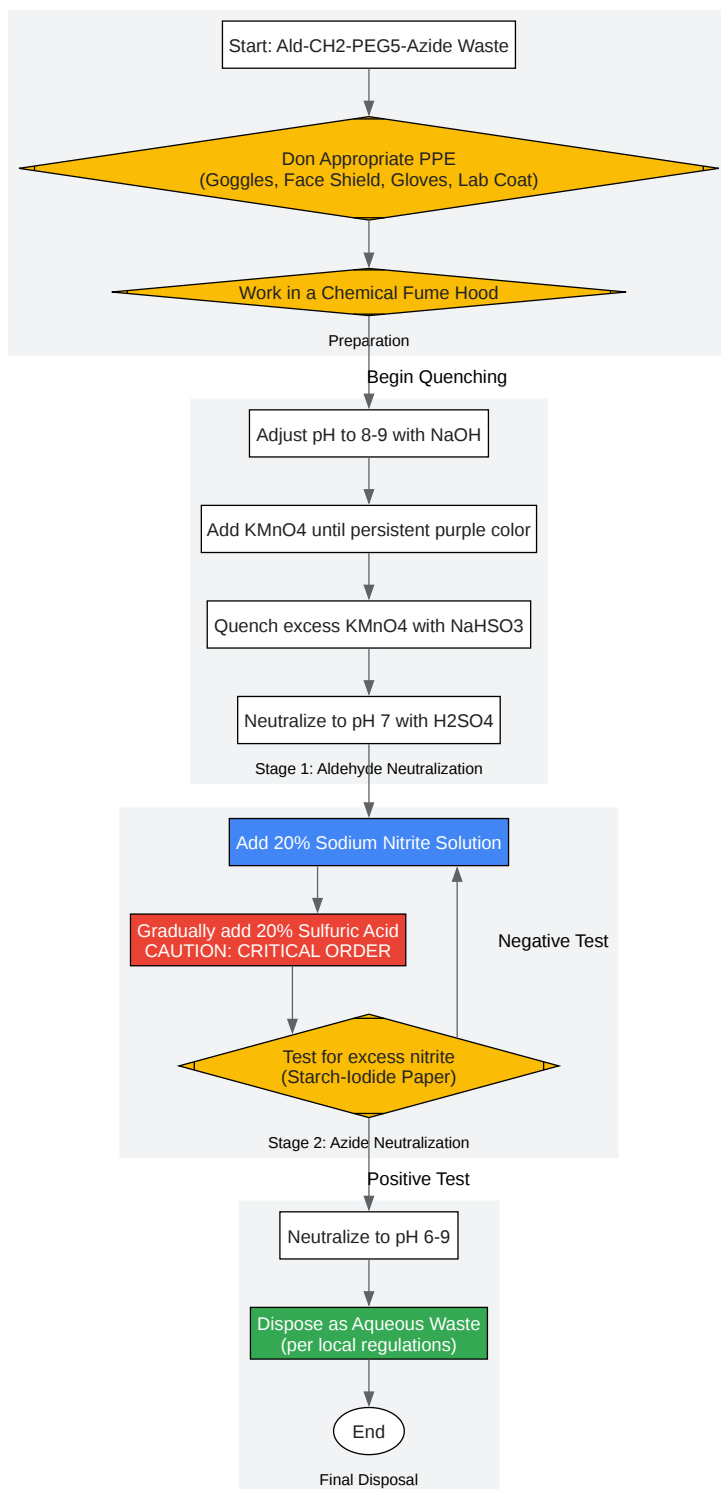 Start: Ald-CH2-PEG5-Azide Waste
Don Appropriate PPE
(Goggles, Face Shield, Gloves, Lab Coat)
Work in a Chemical Fume Hood
Preparation
Begin Quenching
Adjust pH to 8-9 with NaOH
Add KMnO4 until persistent purple color
Quench excess KMnO4 with NaHSO3
Neutralize to pH 7 with H2SO4
Stage 1: Aldehyde Neutralization
Add 20% Sodium Nitrite Solution
Gradually add 20% Sulfuric Acid
CAUTION: CRITICAL ORDER
Negative Test
Test for excess nitrite
(Starch-Iodide Paper)
Stage 2: Azide Neutralization
Positive Test
Neutralize to pH 6-9
Dispose as Aqueous Waste
(per local regulations)
End
Final Disposal